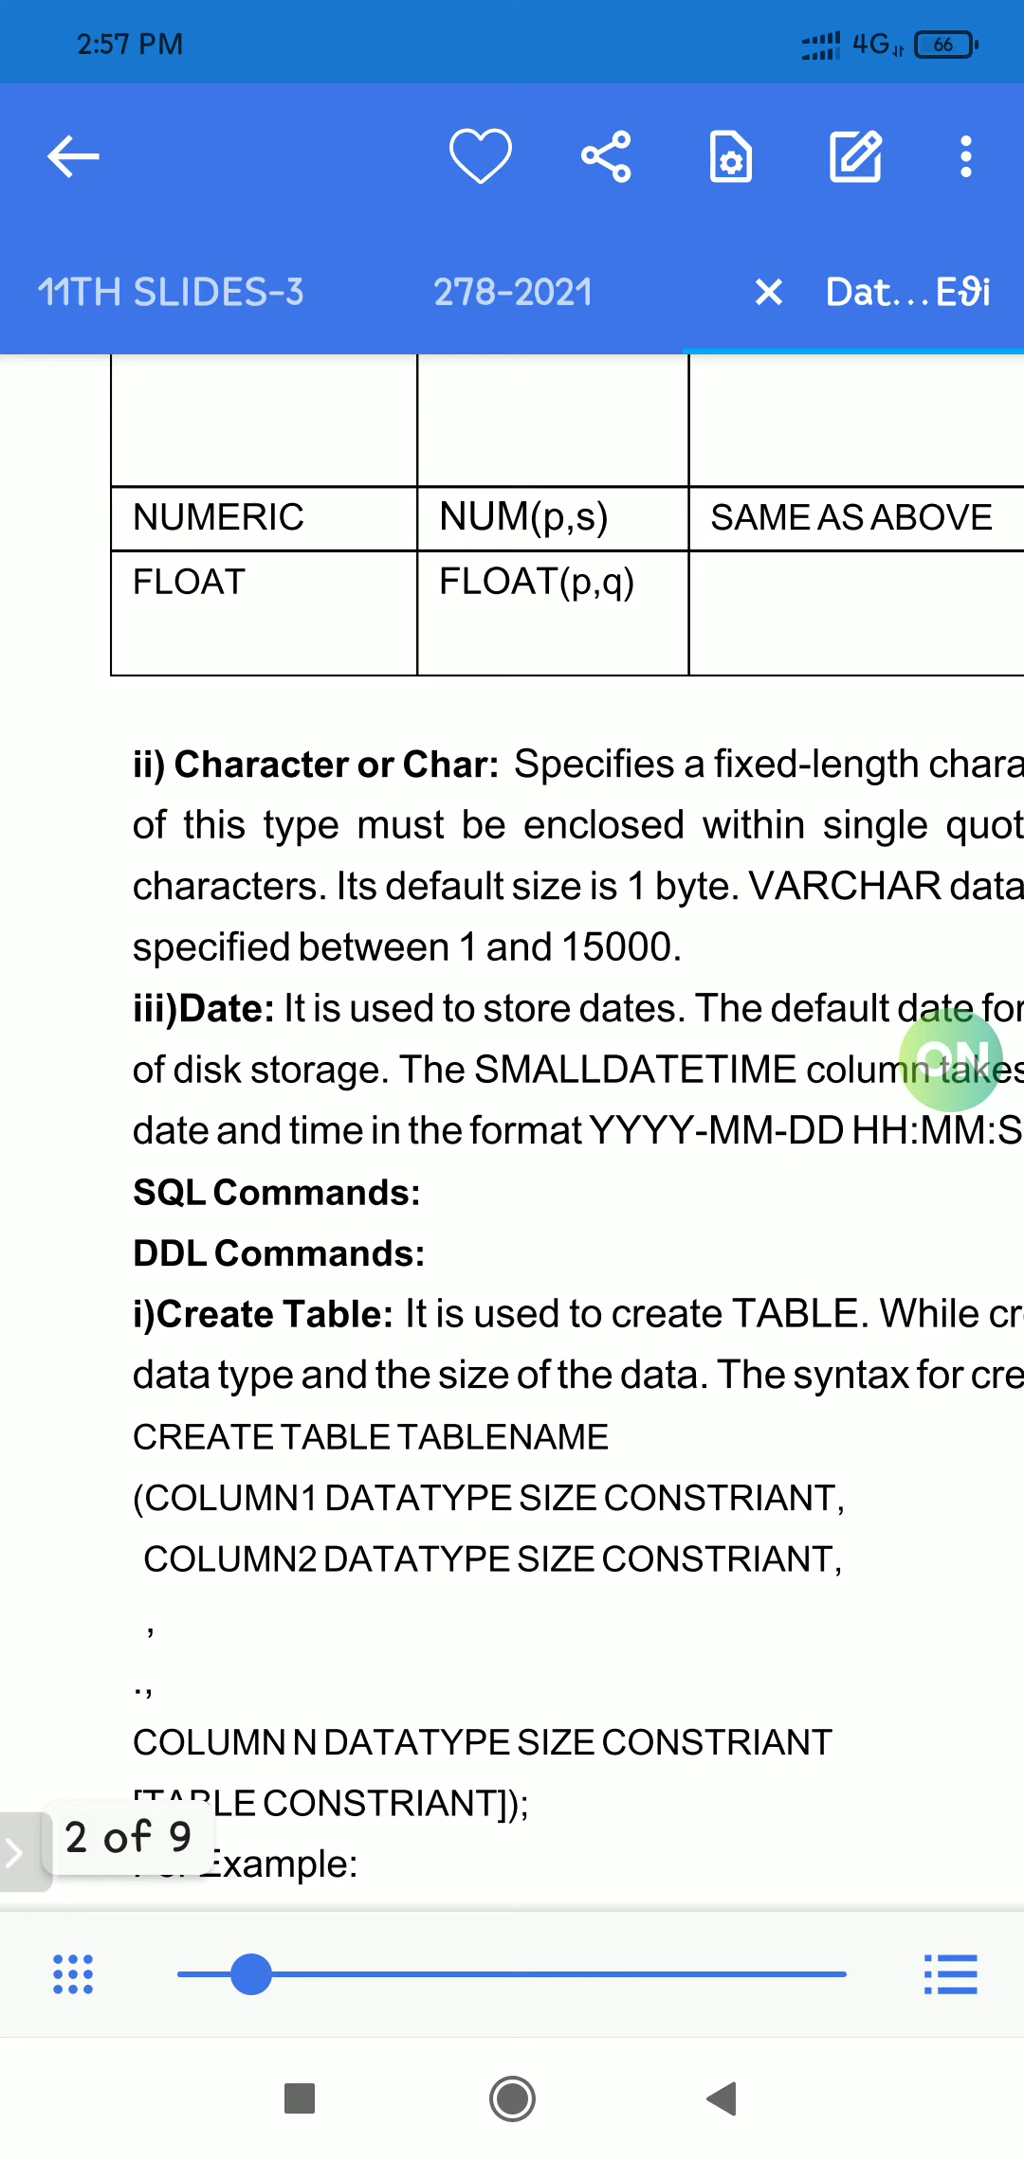 2:57 PM
4G 66
11TH SLIDES-3 278-2021 Dat...Eϑi
NUMERIC NUM(p,s) SAME AS ABOVE
FLOAT FLOAT(p,q)
ii) Character or Char: Specifies a fixed-length chara
of this type must be enclosed within single quot
characters. Its default size is 1 byte. VARCHAR data
specified between 1 and 15000.
iii)Date: It is used to store dates. The default date for
of disk storage. The SMALLDATETIME column takes
date and time in the format YYYY-MM-DD HH:MM:S
ON
SQL Commands:
DDL Commands:
i)Create Table: It is used to create TABLE. While cr
data type and the size of the data. The syntax for cre
CREATE TABLE TABLENAME
(COLUMN1 DATATYPE SIZE CONSTRIANT,
COLUMN2 DATATYPE SIZE CONSTRIANT,
,
.,
COLUMN N DATATYPE SIZE CONSTRIANT
[TABLE CONSTRIANT]);
2 of 9
Example: